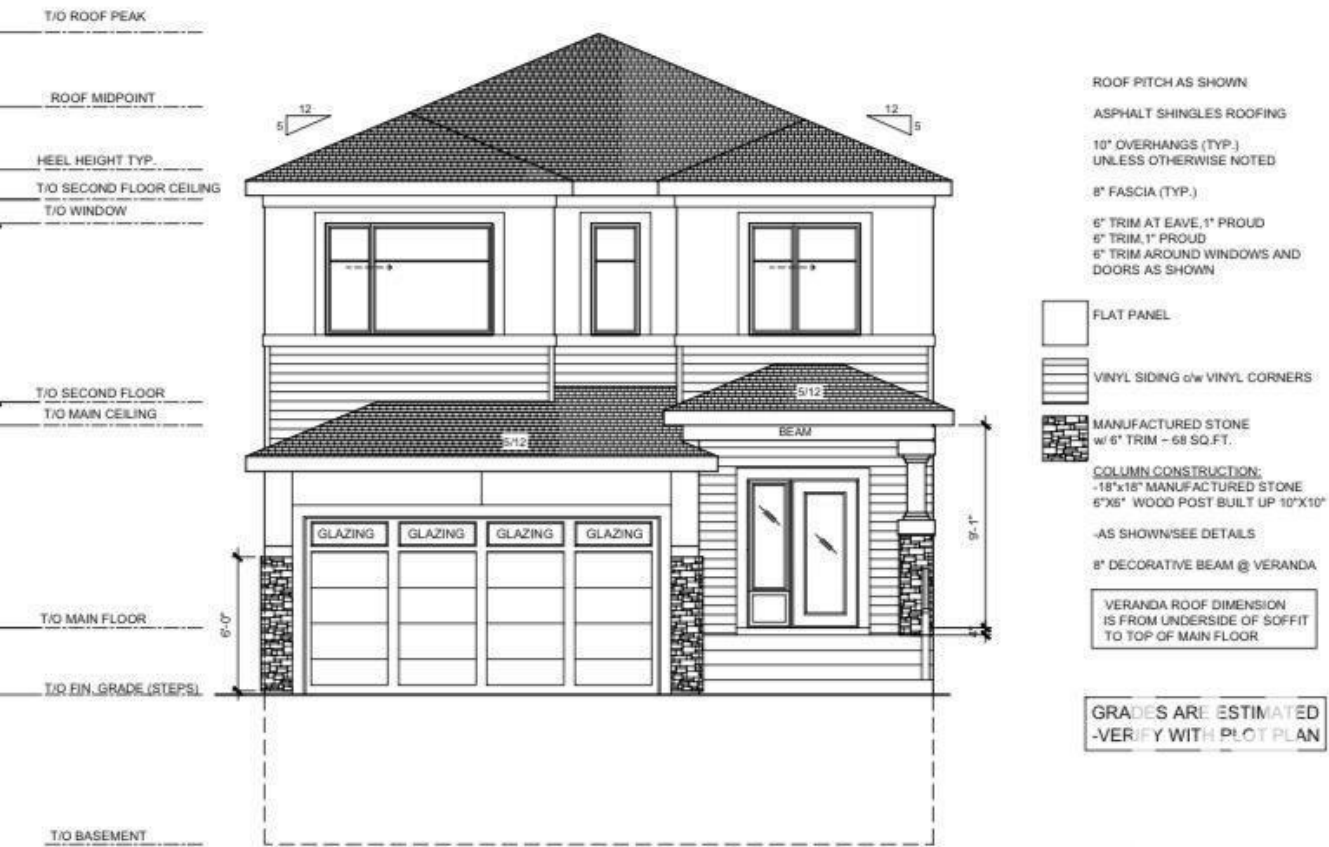 T/O ROOF PEAK
ROOF MIDPOINT
HEEL HEIGHT TYP.
T/O SECOND FLOOR CEILING
T/O WINDOW
T/O SECOND FLOOR
T/O MAIN CEILING
T/O MAIN FLOOR
T/O FIN. GRADE (STEPS)
T/O BASEMENT
12
5
12
5
5/12
5/12
BEAM
GLAZING GLAZING GLAZING GLAZING
6'-0"
9'-1"
4"
ROOF PITCH AS SHOWN
ASPHALT SHINGLES ROOFING
10" OVERHANGS (TYP.)
UNLESS OTHERWISE NOTED
8" FASCIA (TYP.)
6" TRIM AT EAVE,1" PROUD
6" TRIM,1" PROUD
6" TRIM AROUND WINDOWS AND
DOORS AS SHOWN
FLAT PANEL
VINYL SIDING c/w VINYL CORNERS
MANUFACTURED STONE
w/ 6" TRIM ~ 68 SQ.FT.
COLUMN CONSTRUCTION:
-18"x18" MANUFACTURED STONE
6"X6" WOOD POST BUILT UP 10"X10"
-AS SHOWN/SEE DETAILS
8" DECORATIVE BEAM @ VERANDA
VERANDA ROOF DIMENSION
IS FROM UNDERSIDE OF SOFFIT
TO TOP OF MAIN FLOOR
GRADES ARE ESTIMATED
-VERIFY WITH PLOT PLAN